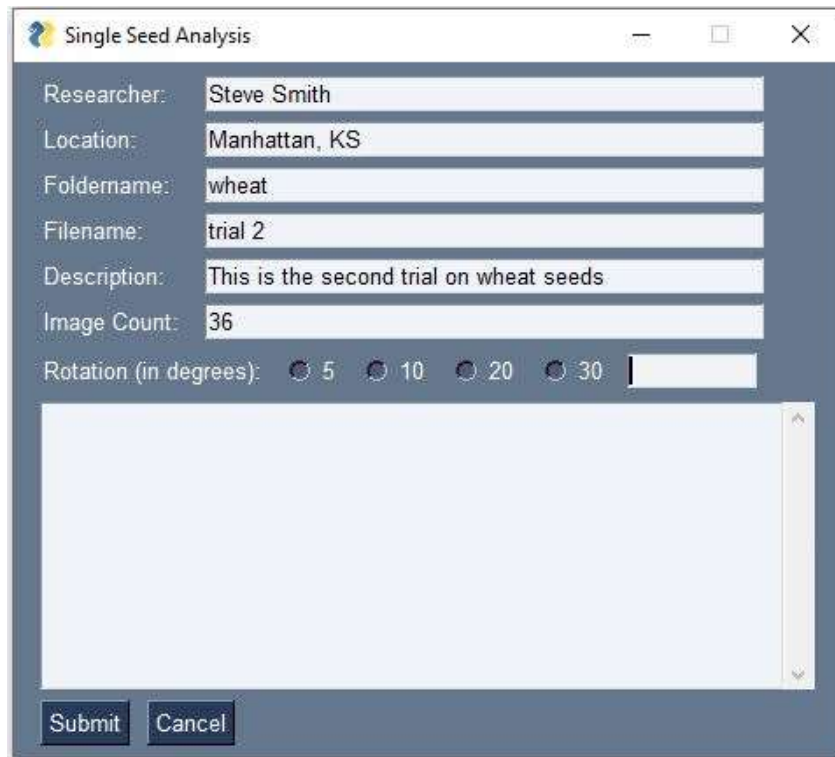 Single Seed Analysis
Researcher: Steve Smith
Location: Manhattan, KS
Foldername: wheat
Filename: trial 2
Description: This is the second trial on wheat seeds
Image Count: 36
Rotation (in degrees): 5 10 20 30
Submit Cancel